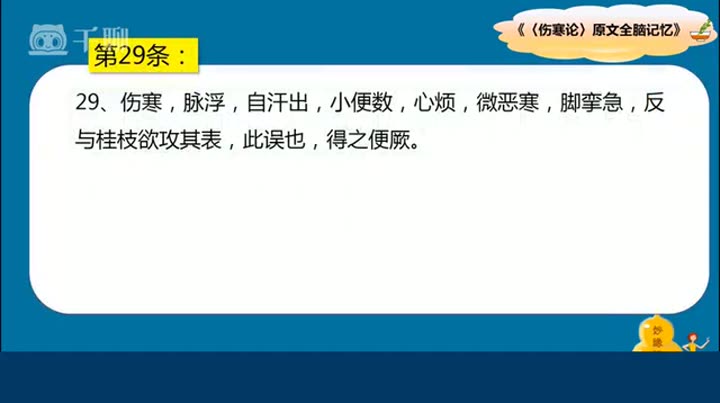 千聊
《〈伤寒论〉原文全脑记忆》
第29条：
29、伤寒，脉浮，自汗出，小便数，心烦，微恶寒，脚挛急，反
与桂枝欲攻其表，此误也，得之便厥。
妙
缘